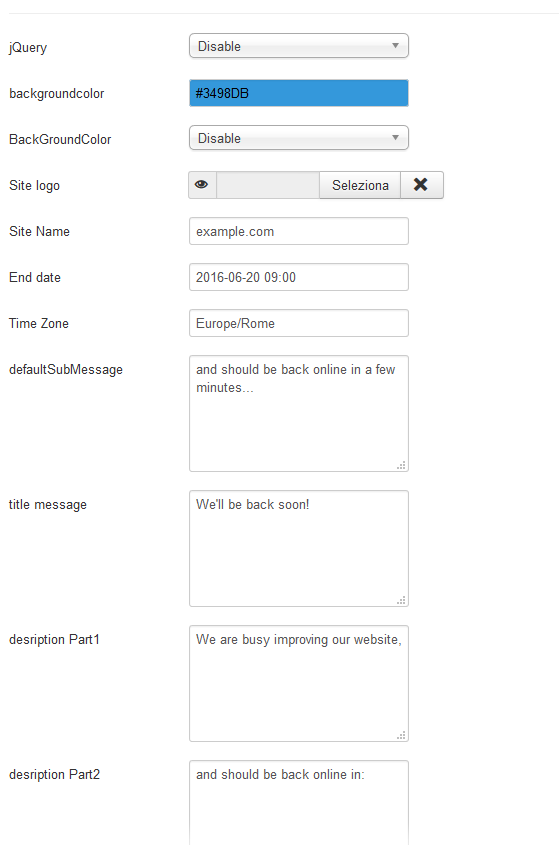 jQuery Disable
backgroundcolor #3498DB
BackGroundColor Disable
Site logo Seleziona
Site Name example.com
End date 2016-06-20 09:00
Time Zone Europe/Rome
defaultSubMessage and should be back online in a few
minutes...
title message We'll be back soon!
desription Part1 We are busy improving our website,
desription Part2 and should be back online in: